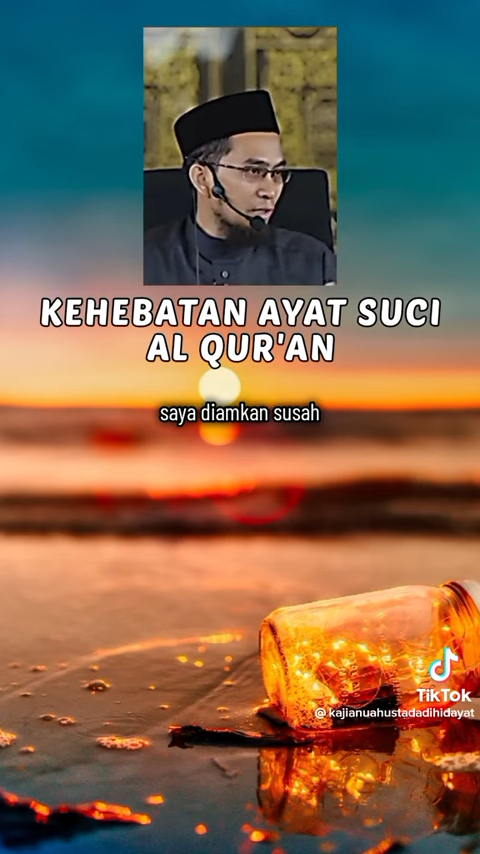 KEHEBATAN AYAT SUCI
AL QUR'AN
saya diamkan susah
TikTok
@kajianuahustadadihidayat